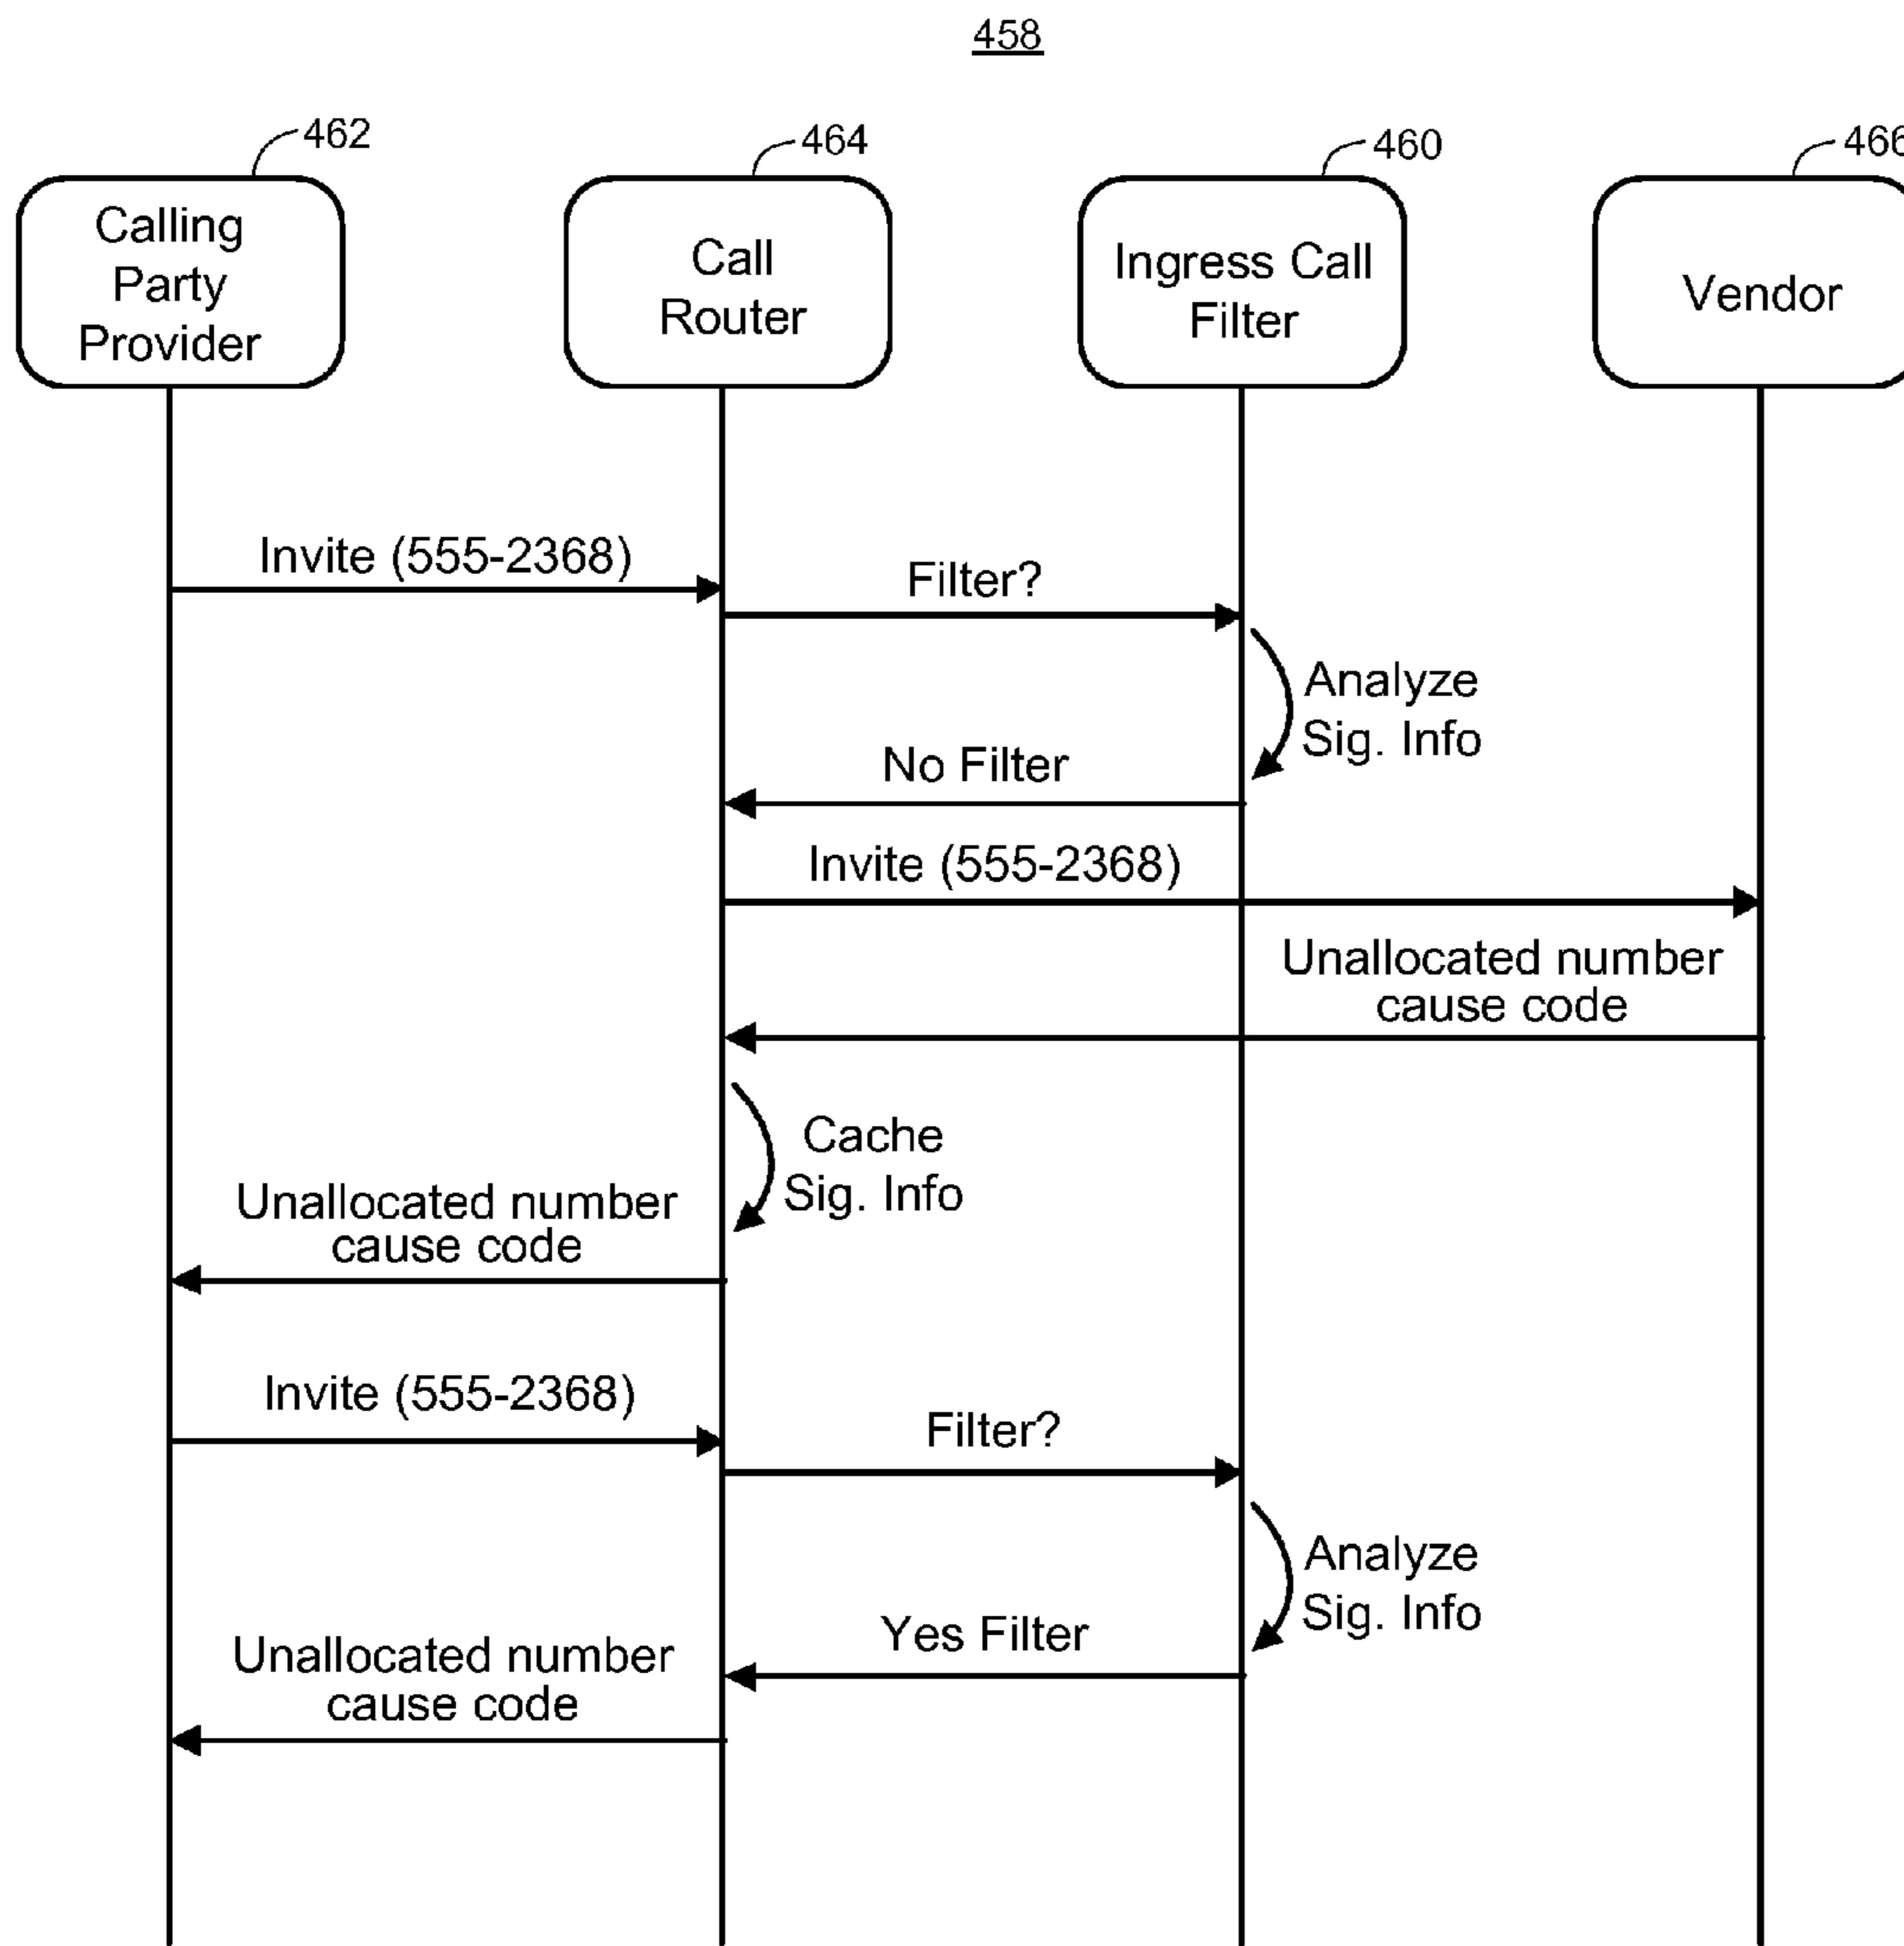 458
462
464
460
466
Calling
Party
Provider
Call
Router
Ingress Call
Filter
Vendor
Invite (555-2368)
Filter?
Analyze
Sig. Info
No Filter
Invite (555-2368)
Unallocated number
cause code
Cache
Sig. Info
Unallocated number
cause code
Invite (555-2368)
Filter?
Analyze
Sig. Info
Yes Filter
Unallocated number
cause code